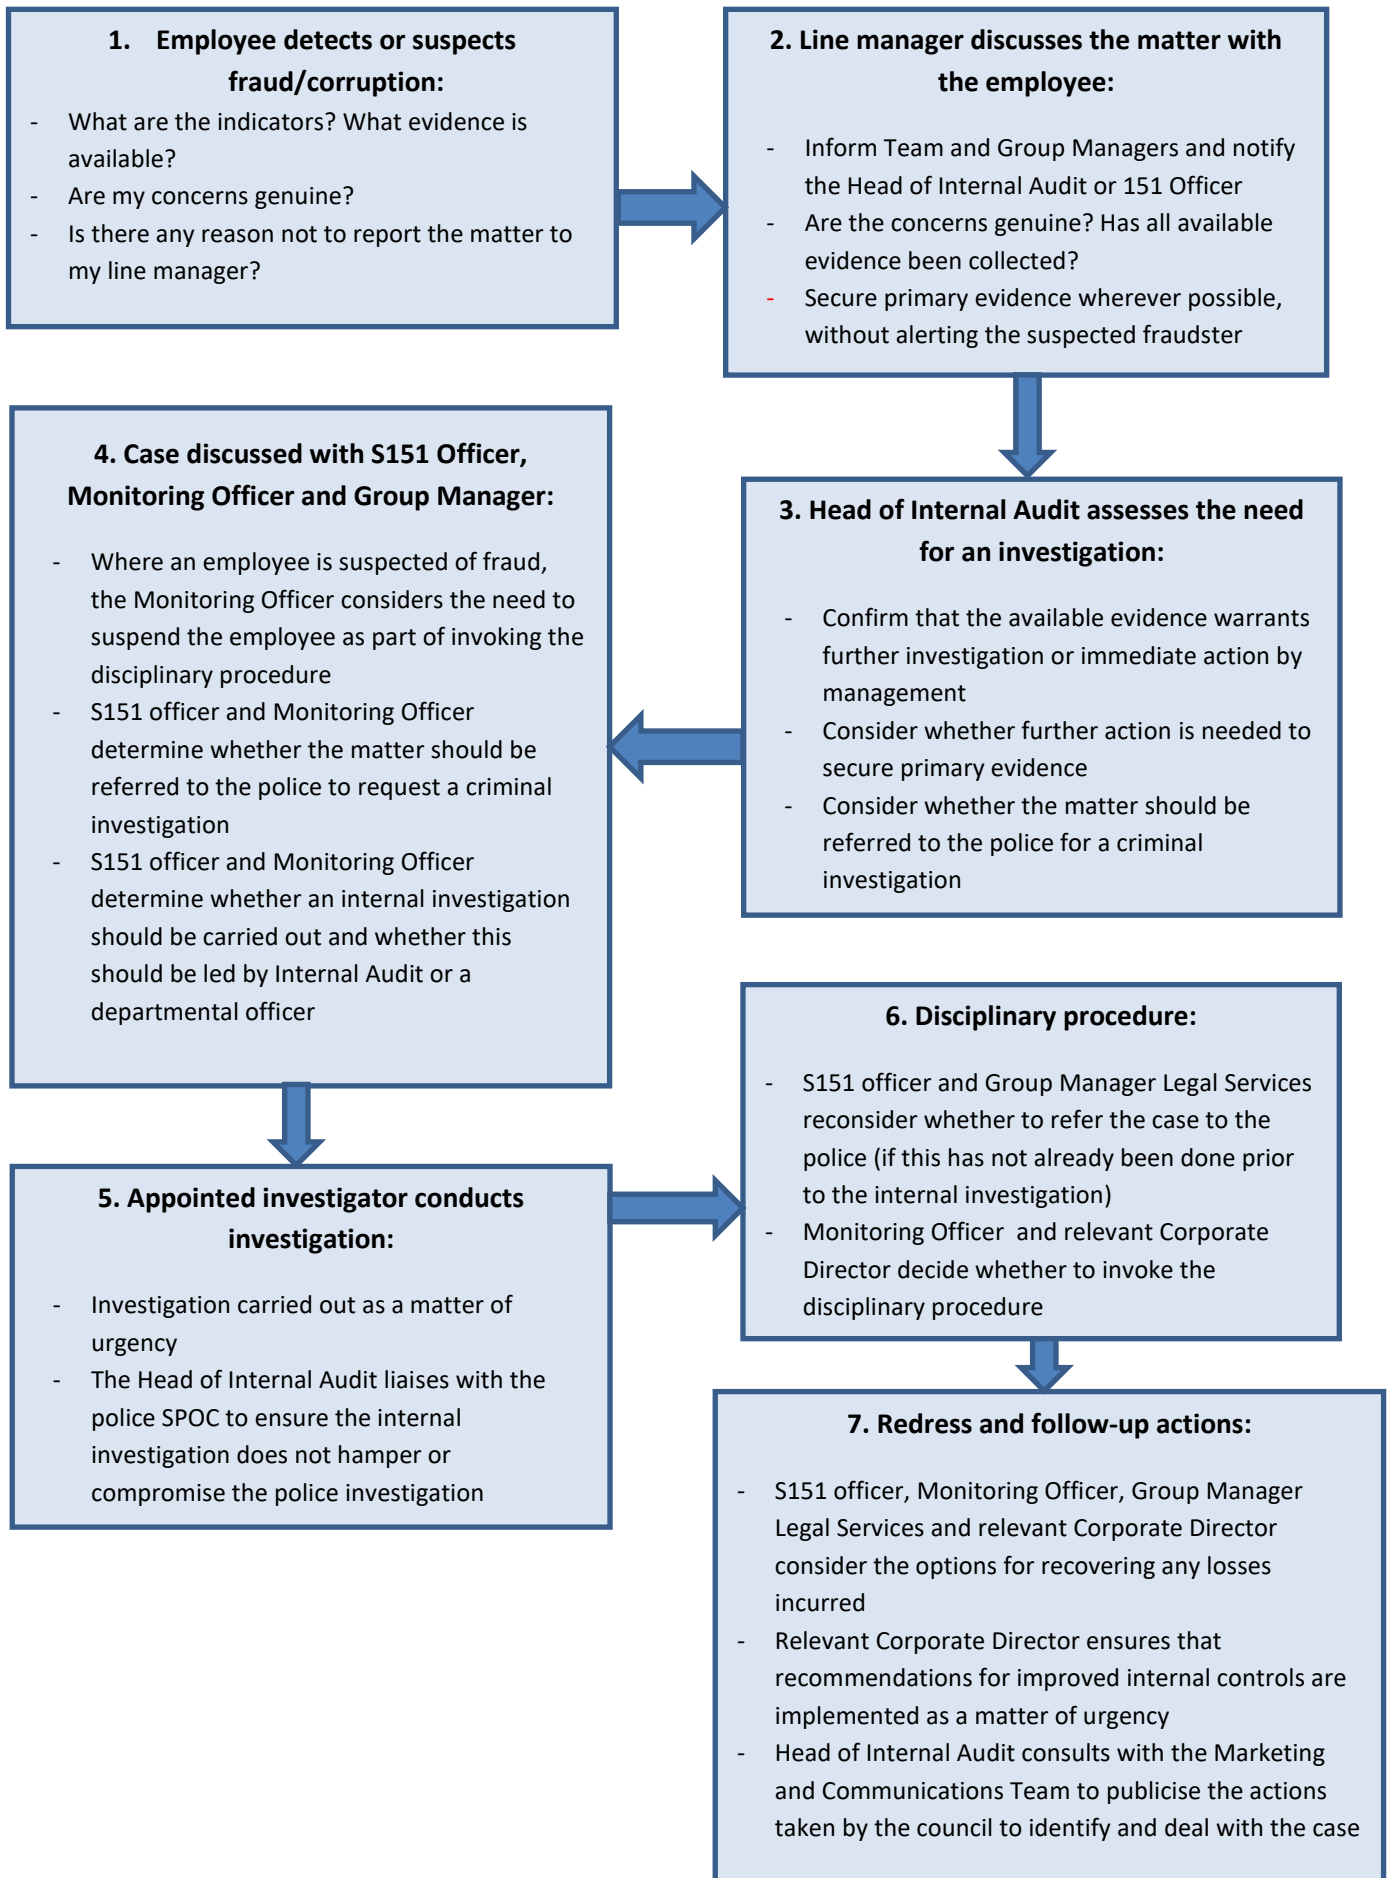 1. Employee detects or suspects
fraud/corruption:
- What are the indicators? What evidence is
available?
- Are my concerns genuine?
- Is there any reason not to report the matter to
my line manager?
2. Line manager discusses the matter with
the employee:
- Inform Team and Group Managers and notify
the Head of Internal Audit or 151 Officer
- Are the concerns genuine? Has all available
evidence been collected?
- Secure primary evidence wherever possible,
without alerting the suspected fraudster
3. Head of Internal Audit assesses the need
for an investigation:
- Confirm that the available evidence warrants
further investigation or immediate action by
management
- Consider whether further action is needed to
secure primary evidence
- Consider whether the matter should be
referred to the police for a criminal
investigation
4. Case discussed with S151 Officer,
Monitoring Officer and Group Manager:
- Where an employee is suspected of fraud,
the Monitoring Officer considers the need to
suspend the employee as part of invoking the
disciplinary procedure
- S151 officer and Monitoring Officer
determine whether the matter should be
referred to the police to request a criminal
investigation
- S151 officer and Monitoring Officer
determine whether an internal investigation
should be carried out and whether this
should be led by Internal Audit or a
departmental officer
5. Appointed investigator conducts
investigation:
- Investigation carried out as a matter of
urgency
- The Head of Internal Audit liaises with the
police SPOC to ensure the internal
investigation does not hamper or
compromise the police investigation
6. Disciplinary procedure:
- S151 officer and Group Manager Legal Services
reconsider whether to refer the case to the
police (if this has not already been done prior
to the internal investigation)
- Monitoring Officer and relevant Corporate
Director decide whether to invoke the
disciplinary procedure
7. Redress and follow-up actions:
- S151 officer, Monitoring Officer, Group Manager
Legal Services and relevant Corporate Director
consider the options for recovering any losses
incurred
- Relevant Corporate Director ensures that
recommendations for improved internal controls are
implemented as a matter of urgency
- Head of Internal Audit consults with the Marketing
and Communications Team to publicise the actions
taken by the council to identify and deal with the case